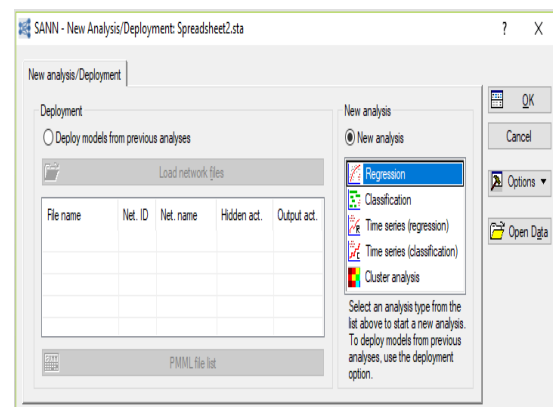 SANN - New Analysis/Deployment: Spreadsheet2.sta
? X
New analysis/Deployment
Deployment
Deploy models from previous analyses
Load network files
File name Net. ID Net. name Hidden act. Output act.
PMML file list
New analysis
New analysis
Regression
Classification
Time series (regression)
Time series (classification)
Cluster analysis
Select an analysis type from the
list above to start a new analysis.
To deploy models from previous
analyses, use the deployment
option.
OK
Cancel
Options
Open Data